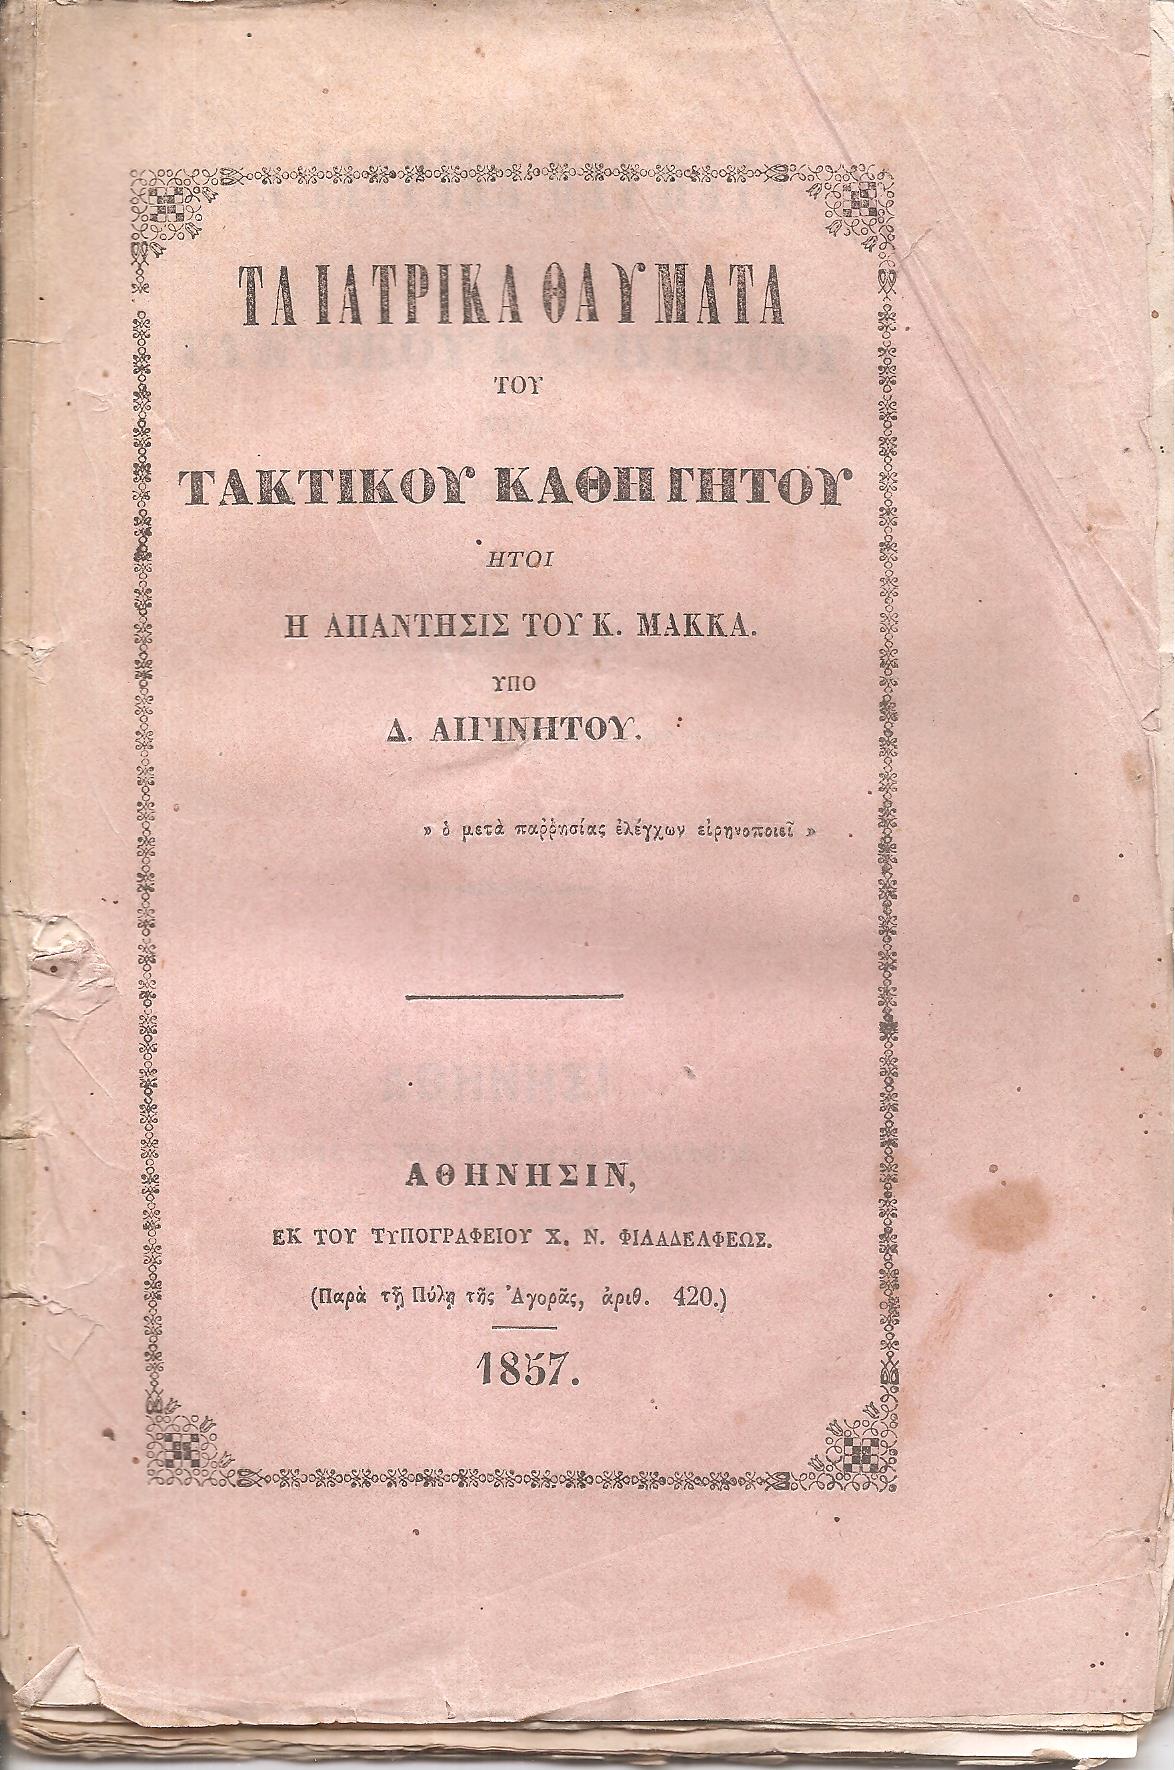 ΤΑ ΙΑΤΡΙΚΑ ΘΑΥΜΑΤΑ
ΤΟΥ
ΤΑΚΤΙΚΟΥ ΚΑΘΗΓΗΤΟΥ
ΗΤΟΙ
Η ΑΠΑΝΤΗΣΙΣ ΤΟΥ Κ. ΜΑΚΚΑ.
ΥΠΟ
Δ. ΑΙΓΙΝΗΤΟΥ.
» ὁ μετὰ παῤῥησίας ἐλέγχων εἰρηνοποιεῖ »
ΑΘΗΝΗΣΙΝ,
ΕΚ ΤΟΥ ΤΥΠΟΓΡΑΦΕΙΟΥ Χ. Ν. ΦΙΛΑΔΕΛΦΕΩΣ.
(Παρὰ τῇ Πύλῃ τῆς Ἀγορᾶς, ἀριθ. 420.)
1857.